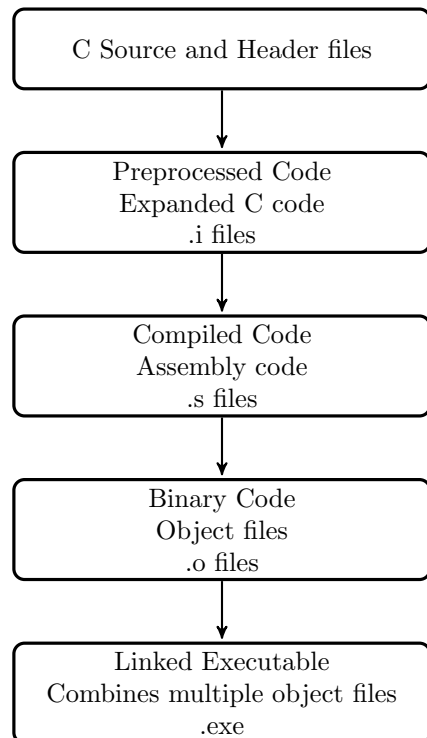 C Source and Header files
Preprocessed Code
Expanded C code
.i files
Compiled Code
Assembly code
.s files
Binary Code
Object files
.o files
Linked Executable
Combines multiple object files
.exe